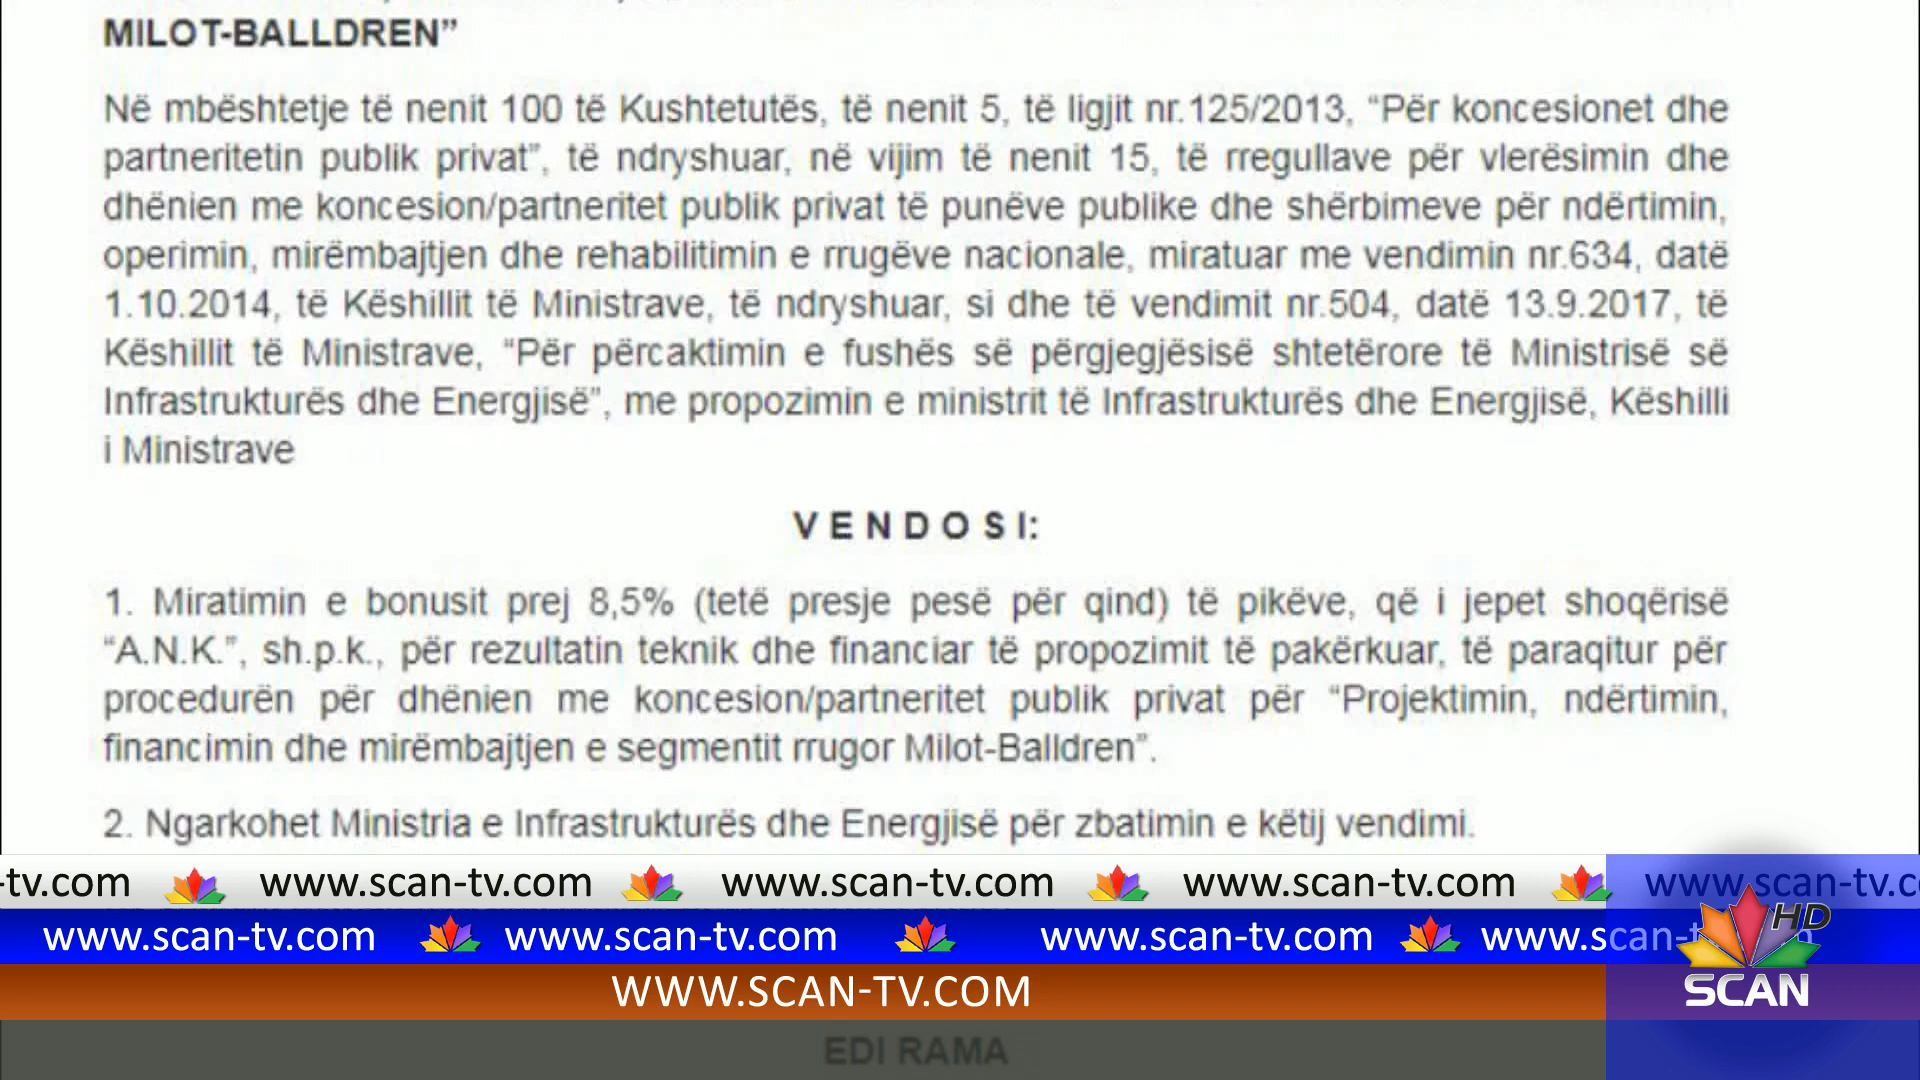 MILOT-BALLDREN”
Në mbështetje të nenit 100 të Kushtetutës, të nenit 5, të ligjit nr.125/2013, “Për koncesionet dhe
partneritetin publik privat”, të ndryshuar, në vijim të nenit 15, të rregullave për vlerësimin dhe
dhënien me koncesion/partneritet publik privat të punëve publike dhe shërbimeve për ndërtimin,
operimin, mirëmbajtjen dhe rehabilitimin e rrugëve nacionale, miratuar me vendimin nr.634, datë
1.10.2014, të Këshillit të Ministrave, të ndryshuar, si dhe të vendimit nr.504, datë 13.9.2017, të
Këshillit të Ministrave, “Për përcaktimin e fushës së përgjegjësisë shtetërore të Ministrisë së
Infrastrukturës dhe Energjisë”, me propozimin e ministrit të Infrastrukturës dhe Energjisë, Këshilli
i Ministrave
V E N D O S I:
1. Miratimin e bonusit prej 8,5% (tetë presje pesë për qind) të pikëve, që i jepet shoqërisë
“A.N.K.”, sh.p.k., për rezultatin teknik dhe financiar të propozimit të pakërkuar, të paraqitur për
procedurën për dhënien me koncesion/partneritet publik privat për “Projektimin, ndërtimin,
financimin dhe mirëmbajtjen e segmentit rrugor Milot-Balldren”.
2. Ngarkohet Ministria e Infrastrukturës dhe Energjisë për zbatimin e këtij vendimi.
-tv.com www.scan-tv.com www.scan-tv.com www.scan-tv.com www.scan-tv.c
www.scan-tv.com www.scan-tv.com www.scan-tv.com www.scan-
HD
WWW.SCAN-TV.COM
SCAN
EDI RAMA